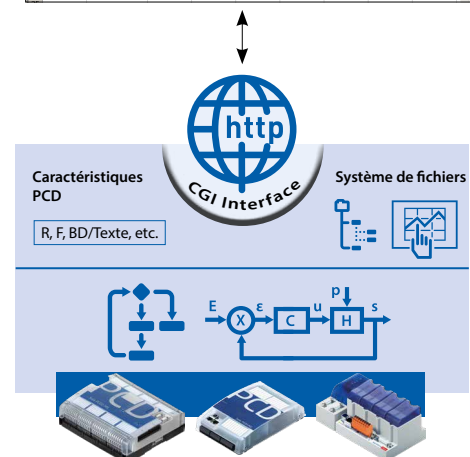 http
CGI Interface
Caractéristiques
PCD
R, F, BD/Texte, etc.
Système de fichiers
E
X
ε
C
u
p
H
s
PCD
PCD